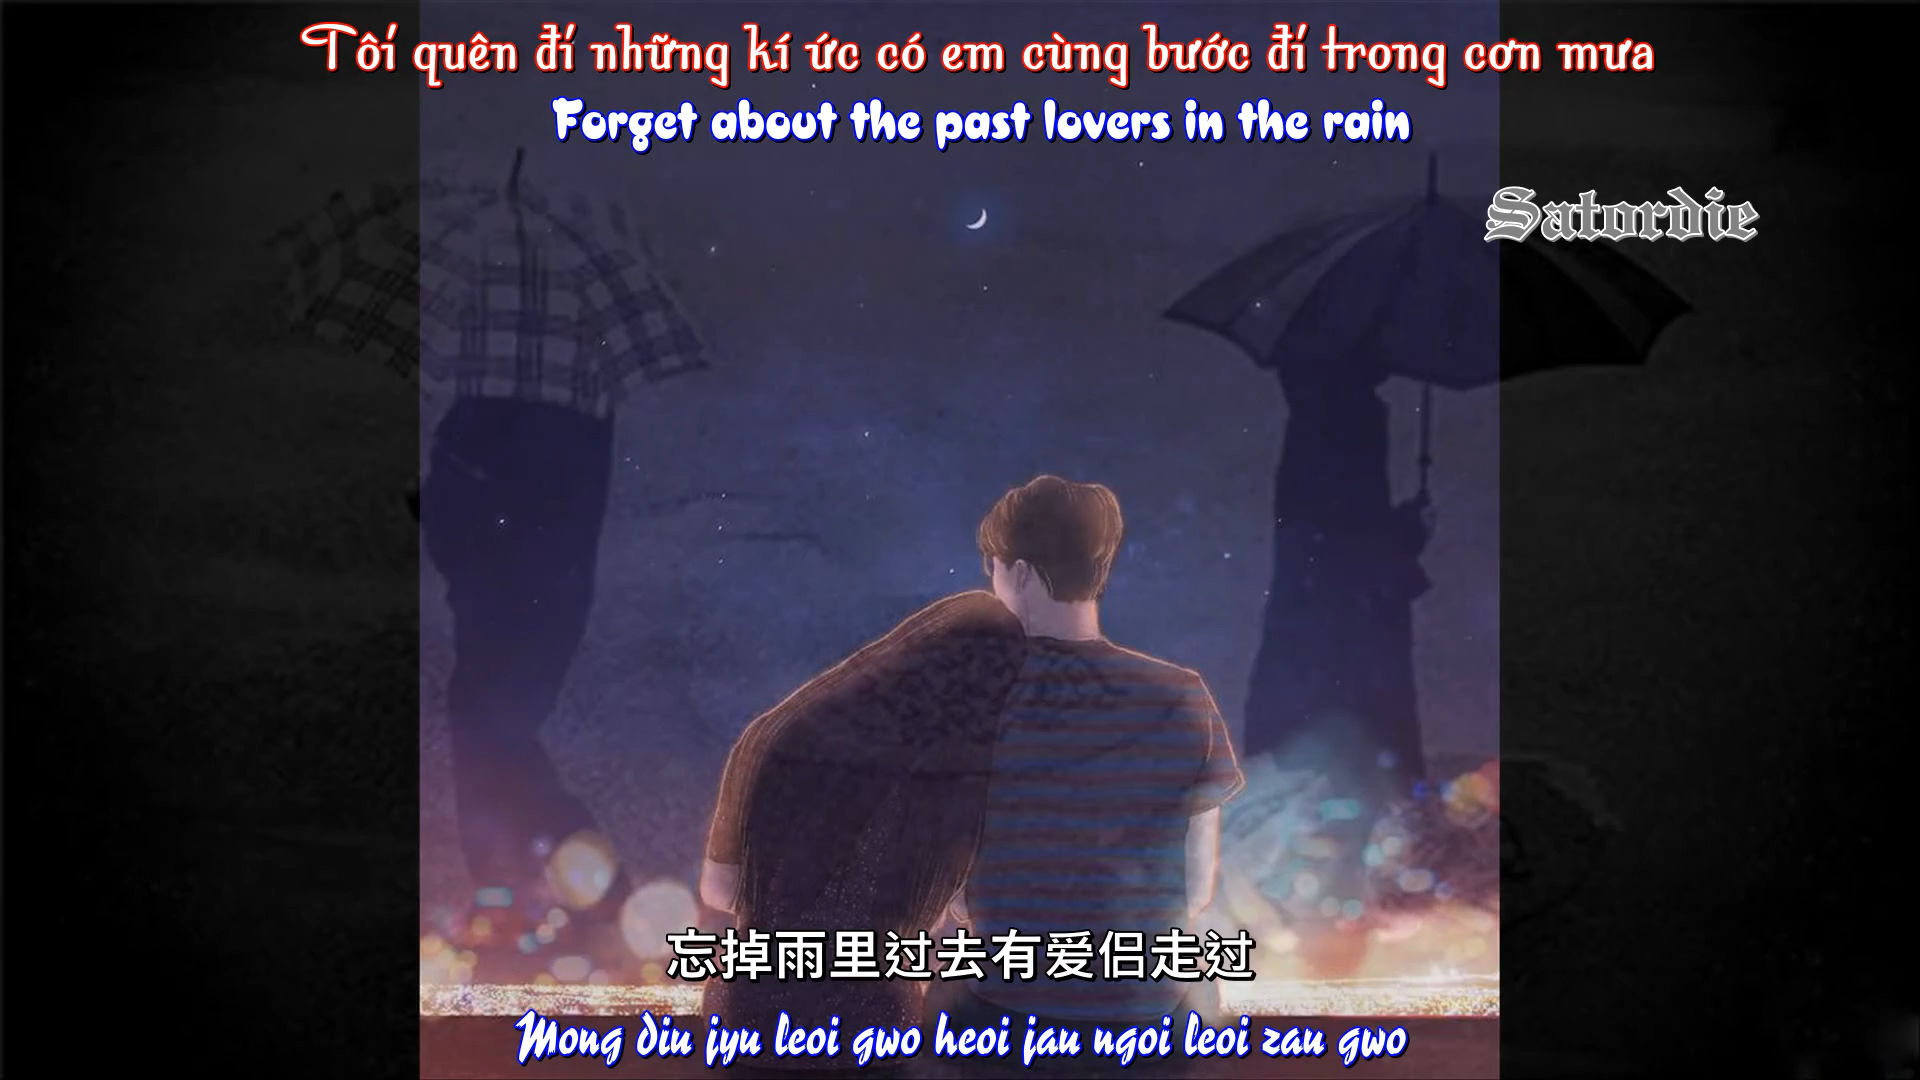 Tôi quên đi những kí ức có em cùng bước đi trong cơn mưa
Forget about the past lovers in the rain
Satordie
忘掉雨里过去有爱侣走过
Mong diu jyu leoi gwo heoi jau ngoi leoi zau gwo